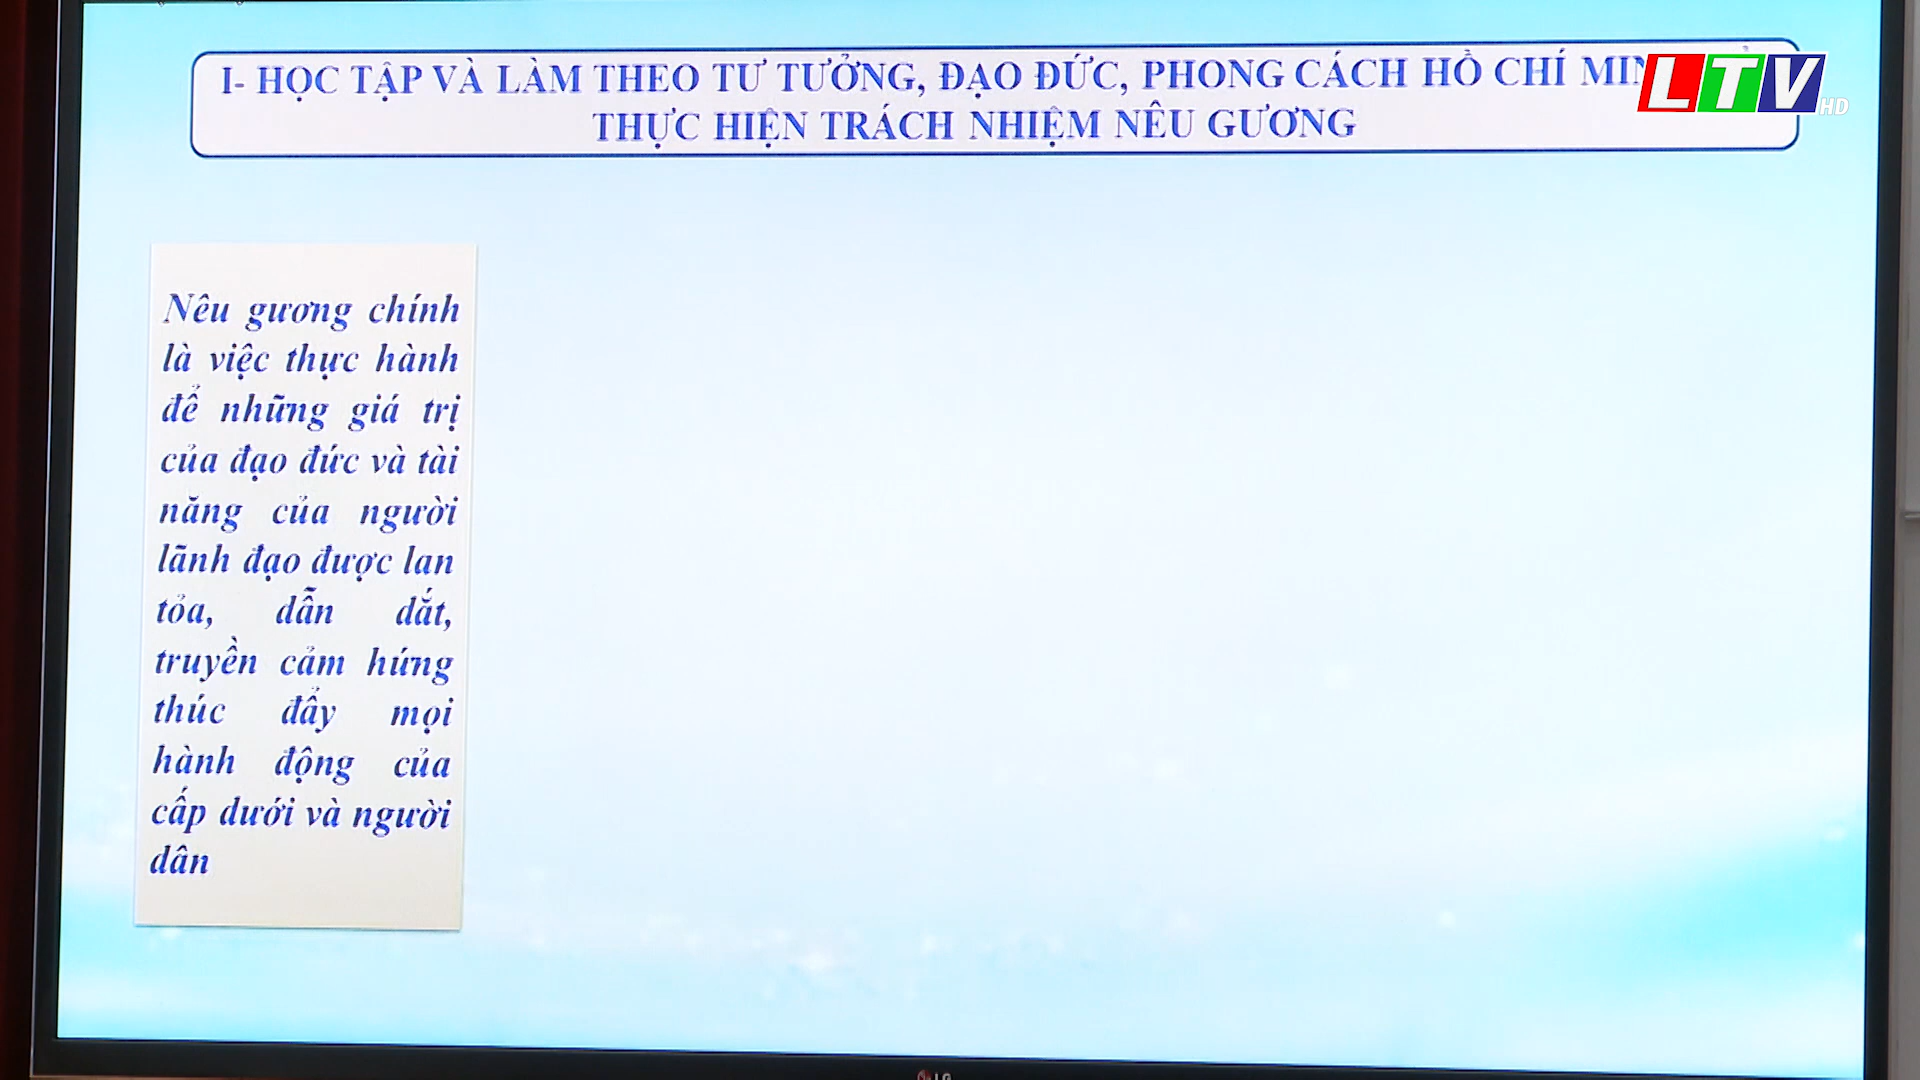 I- HỌC TẬP VÀ LÀM THEO TƯ TƯỞNG, ĐẠO ĐỨC, PHONG CÁCH HỒ CHÍ
THỰC HIỆN TRÁCH NHIỆM NÊU GƯƠNG
LTV HD
Nêu gương chính
là việc thực hành
để những giá trị
của đạo đức và tài
năng của người
lãnh đạo được lan
tỏa, dẫn dắt,
truyền cảm hứng
thúc đẩy mọi
hành động của
cấp dưới và người
dân
LG